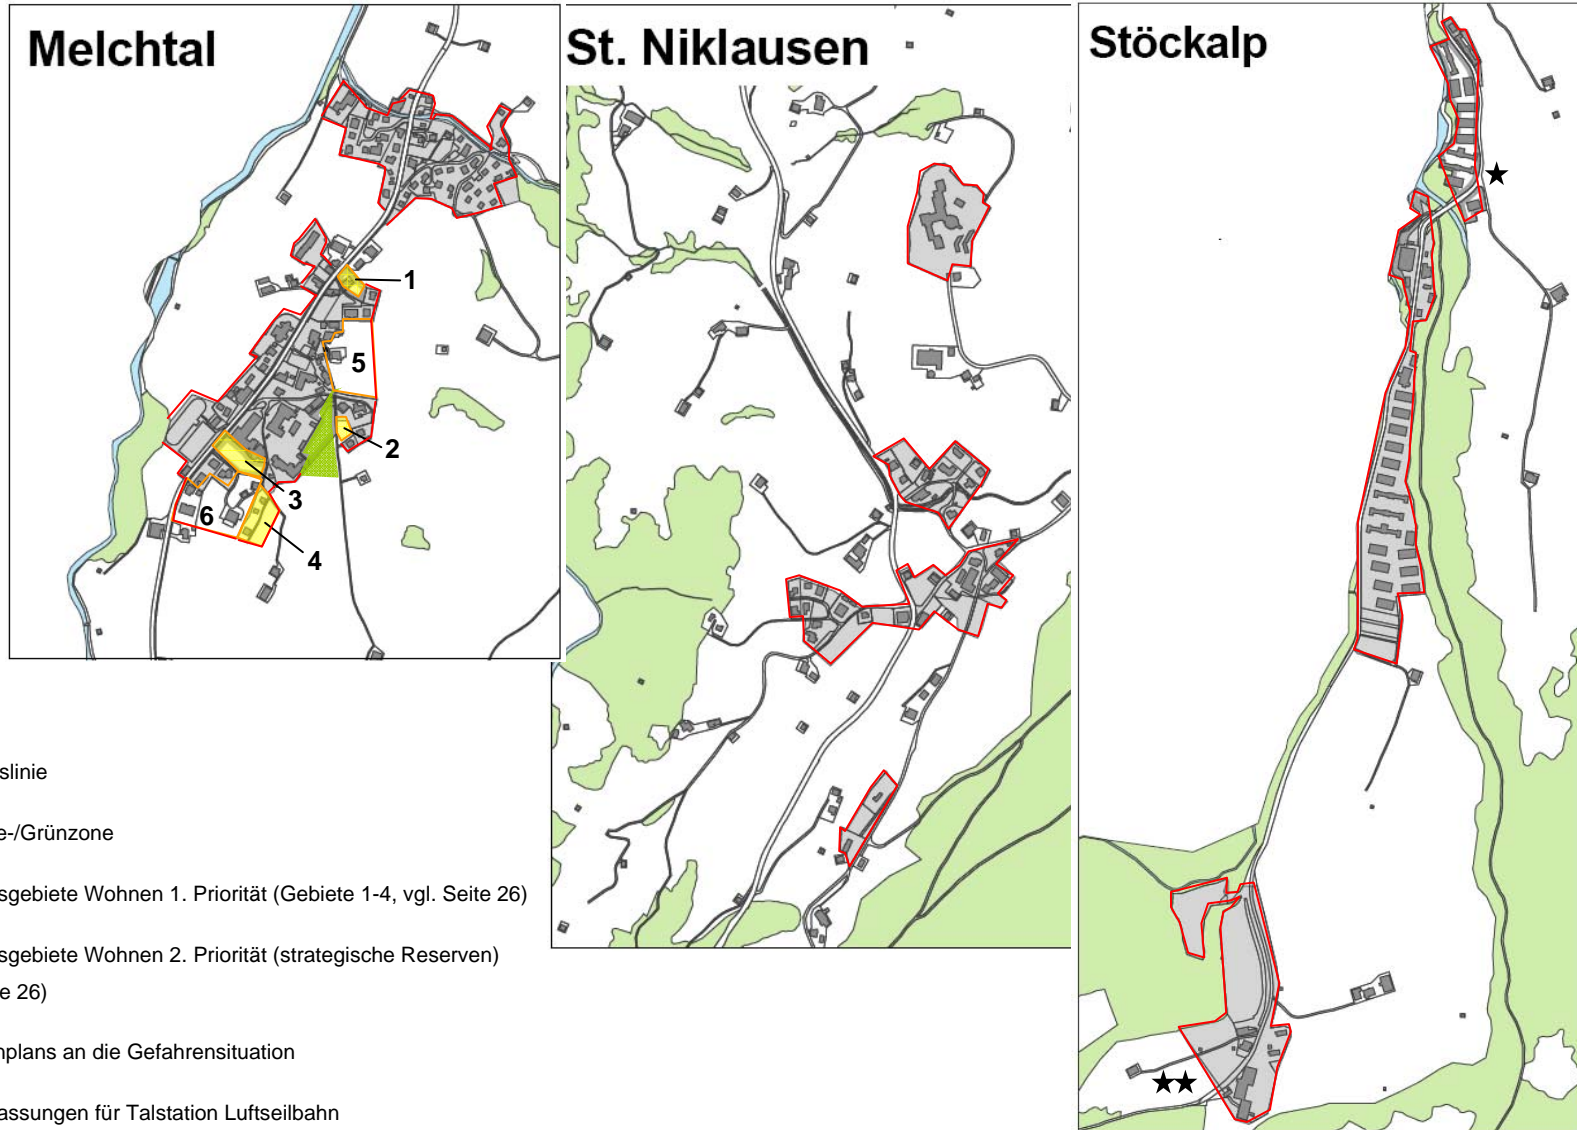 Melchtal
St. Niklausen
Stöckalp
1
5
2
3
6
4
★
★★
slinie
e-/Grünzone
sgebiete Wohnen 1. Priorität (Gebiete 1-4, vgl. Seite 26)
sgebiete Wohnen 2. Priorität (strategische Reserven)
e 26)
nplans an die Gefahrensituation
assungen für Talstation Luftseilbahn